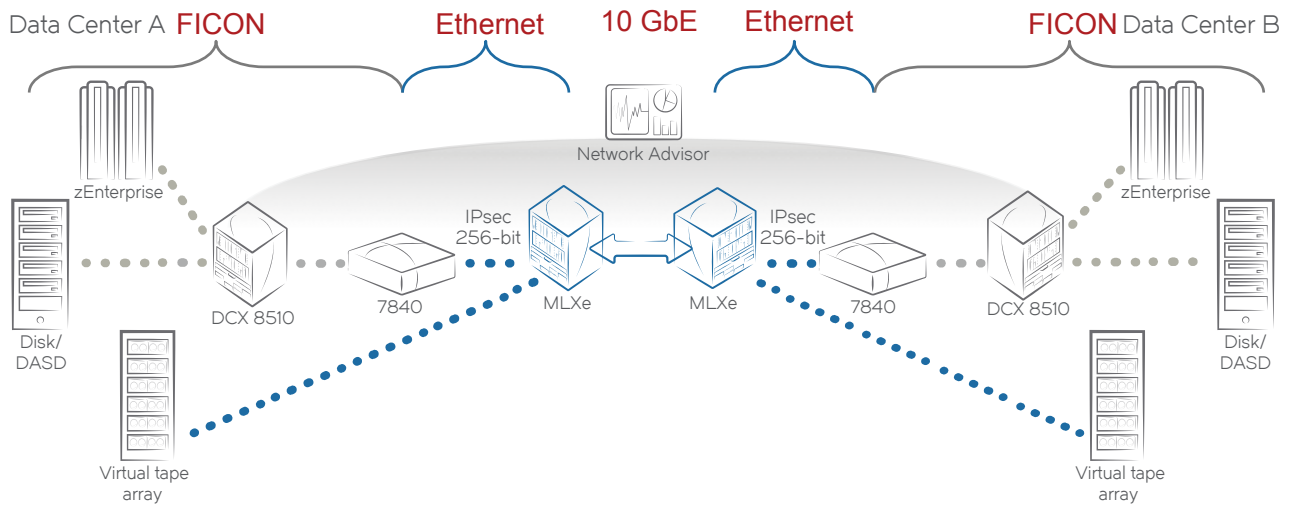 Data Center A FICON Ethernet 10 GbE Ethernet FICON Data Center B
Network Advisor
zEnterprise
zEnterprise
IPsec
256-bit
IPsec
256-bit
DCX 8510
7840
MLXe
MLXe
7840
DCX 8510
Disk/
DASD
Disk/
DASD
Virtual tape
array
Virtual tape
array